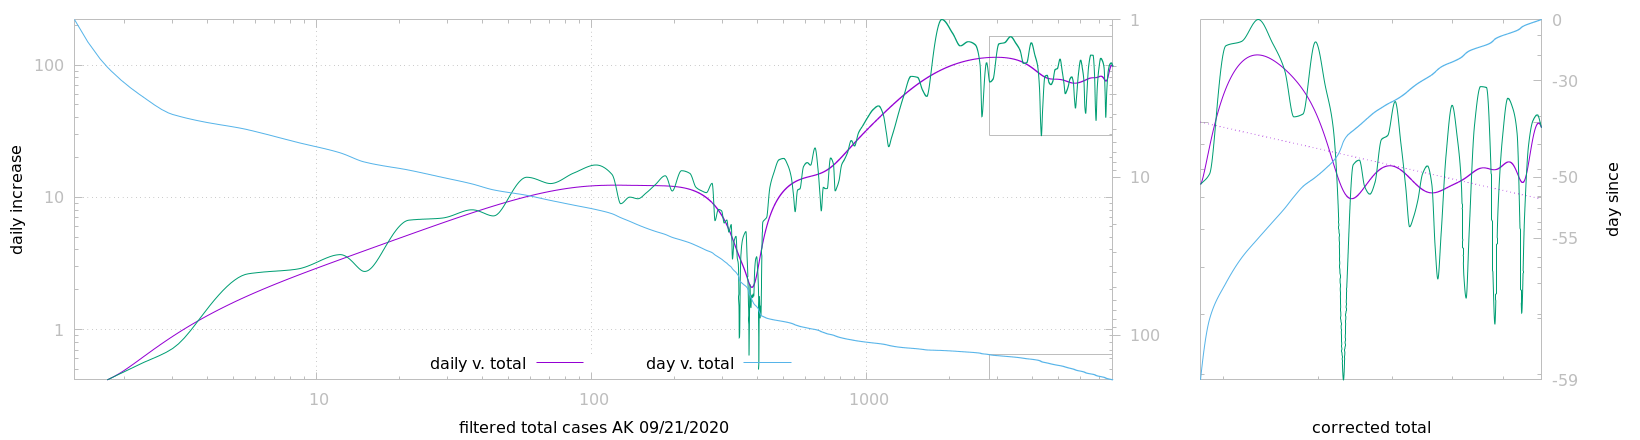 1 0
100 -30
daily increase 10 10 -50 day since
-55
1 100
daily v. total day v. total
-59
10 100 1000
filtered total cases AK 09/21/2020 corrected total